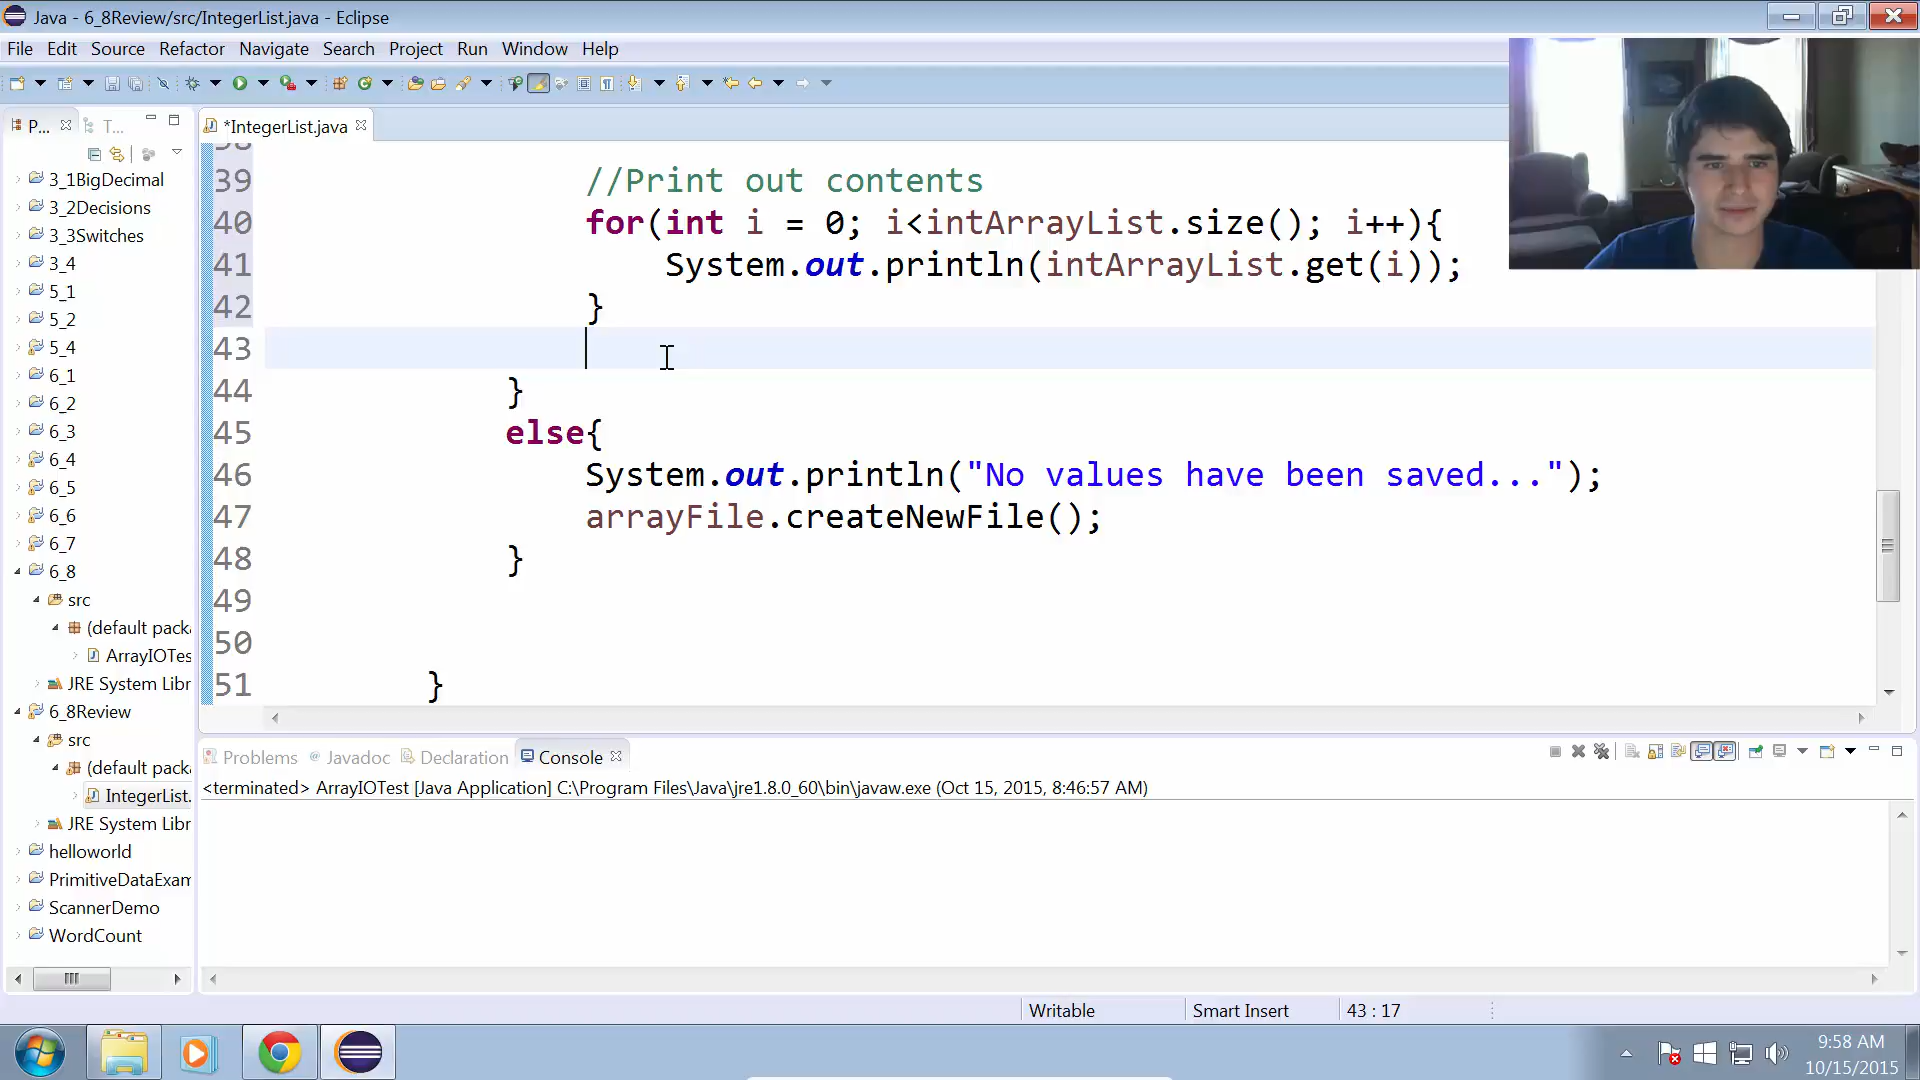 Java - 6_8Review/src/IntegerList.java - Eclipse
File Edit Source Refactor Navigate Search Project Run Window Help
P... T...
*IntegerList.java
3_1BigDecimal
3_2Decisions
3_3Switches
3_4
5_1
5_2
5_4
6_1
6_2
6_3
6_4
6_5
6_6
6_7
6_8
src
(default pack
ArrayIOTes
JRE System Libr
6_8Review
src
(default pack
IntegerList.
JRE System Libr
helloworld
PrimitiveDataExam
ScannerDemo
WordCount
38
39 //Print out contents
40 for(int i = 0; i<intArrayList.size(); i++){
41 System.out.println(intArrayList.get(i));
42 }
43
44 }
45 else{
46 System.out.println("No values have been saved...");
47 arrayFile.createNewFile();
48 }
49
50
51 }
Problems @ Javadoc Declaration Console
<terminated> ArrayIOTest [Java Application] C:\Program Files\Java\jre1.8.0_60\bin\javaw.exe (Oct 15, 2015, 8:46:57 AM)
Writable Smart Insert 43 : 17
9:58 AM
10/15/2015